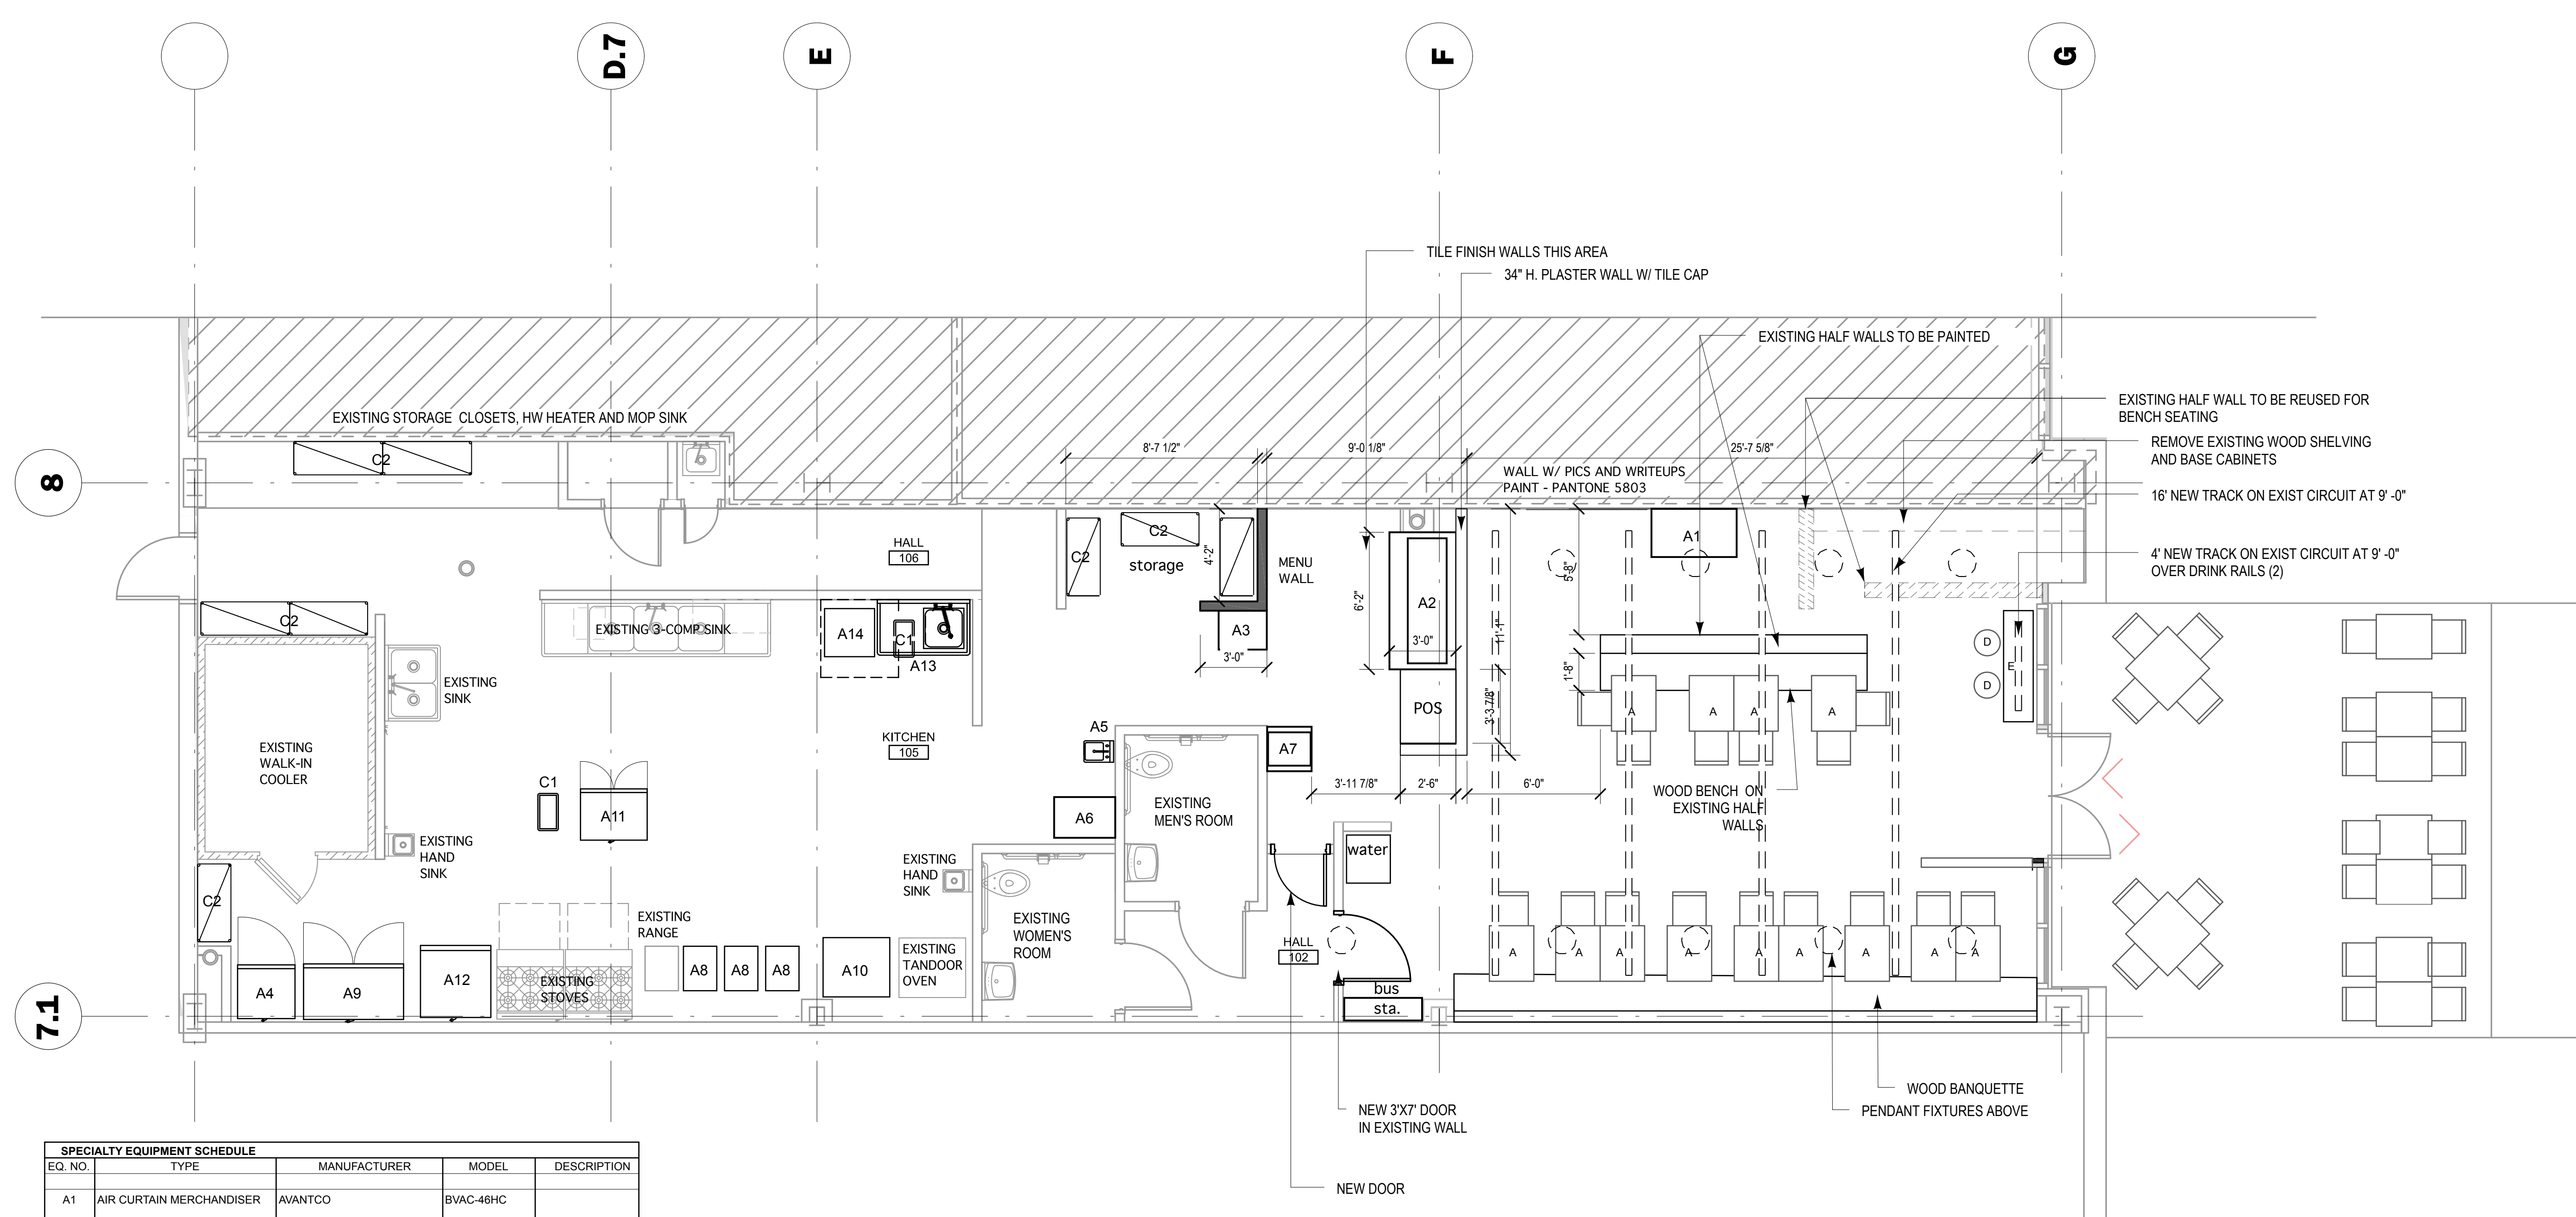 D.7
E
F
G
TILE FINISH WALLS THIS AREA
34" H. PLASTER WALL W/ TILE CAP
EXISTING HALF WALLS TO BE PAINTED
EXISTING HALF WALL TO BE REUSED FOR
BENCH SEATING
EXISTING STORAGE CLOSETS, HW HEATER AND MOP SINK
REMOVE EXISTING WOOD SHELVING
AND BASE CABINETS
8'-7 1/2"
9'-0 1/8"
25'-7 5/8"
C2
WALL W/ PICS AND WRITEUPS
PAINT - PANTONE 5803
8
16' NEW TRACK ON EXIST CIRCUIT AT 9' -0"
4' NEW TRACK ON EXIST CIRCUIT AT 9' -0"
OVER DRINK RAILS (2)
HALL
106
C2
C2
storage
4'-2"
MENU
WALL
A1
5'-8"
6'-2"
A2
3'-0"
11'-1"
C2
EXISTING 3-COMP SINK
A14
C1
A13
A3
3'-0"
D
D
E
1'-8"
EXISTING
SINK
POS
3'-3 7/8"
A
A
A
A
KITCHEN
105
A5
A7
EXISTING
WALK-IN
COOLER
C1
A11
3'-11 7/8"
2'-6"
6'-0"
WOOD BENCH ON
EXISTING HALF
WALLS
A6
EXISTING
MEN'S ROOM
EXISTING
HAND
SINK
EXISTING
HAND
SINK
water
C2
EXISTING
RANGE
EXISTING
WOMEN'S
ROOM
HALL
102
A4
A9
A12
EXISTING
STOVES
A8
A8
A8
A10
EXISTING
TANDOOR
OVEN
A
A
A
A
A
A
A
A
A
bus
sta.
7.1
WOOD BANQUETTE
PENDANT FIXTURES ABOVE
NEW 3'X7' DOOR
IN EXISTING WALL
NEW DOOR
SPECIALTY EQUIPMENT SCHEDULE
EQ. NO. TYPE MANUFACTURER MODEL DESCRIPTION
A1 AIR CURTAIN MERCHANDISER AVANTCO BVAC-46HC